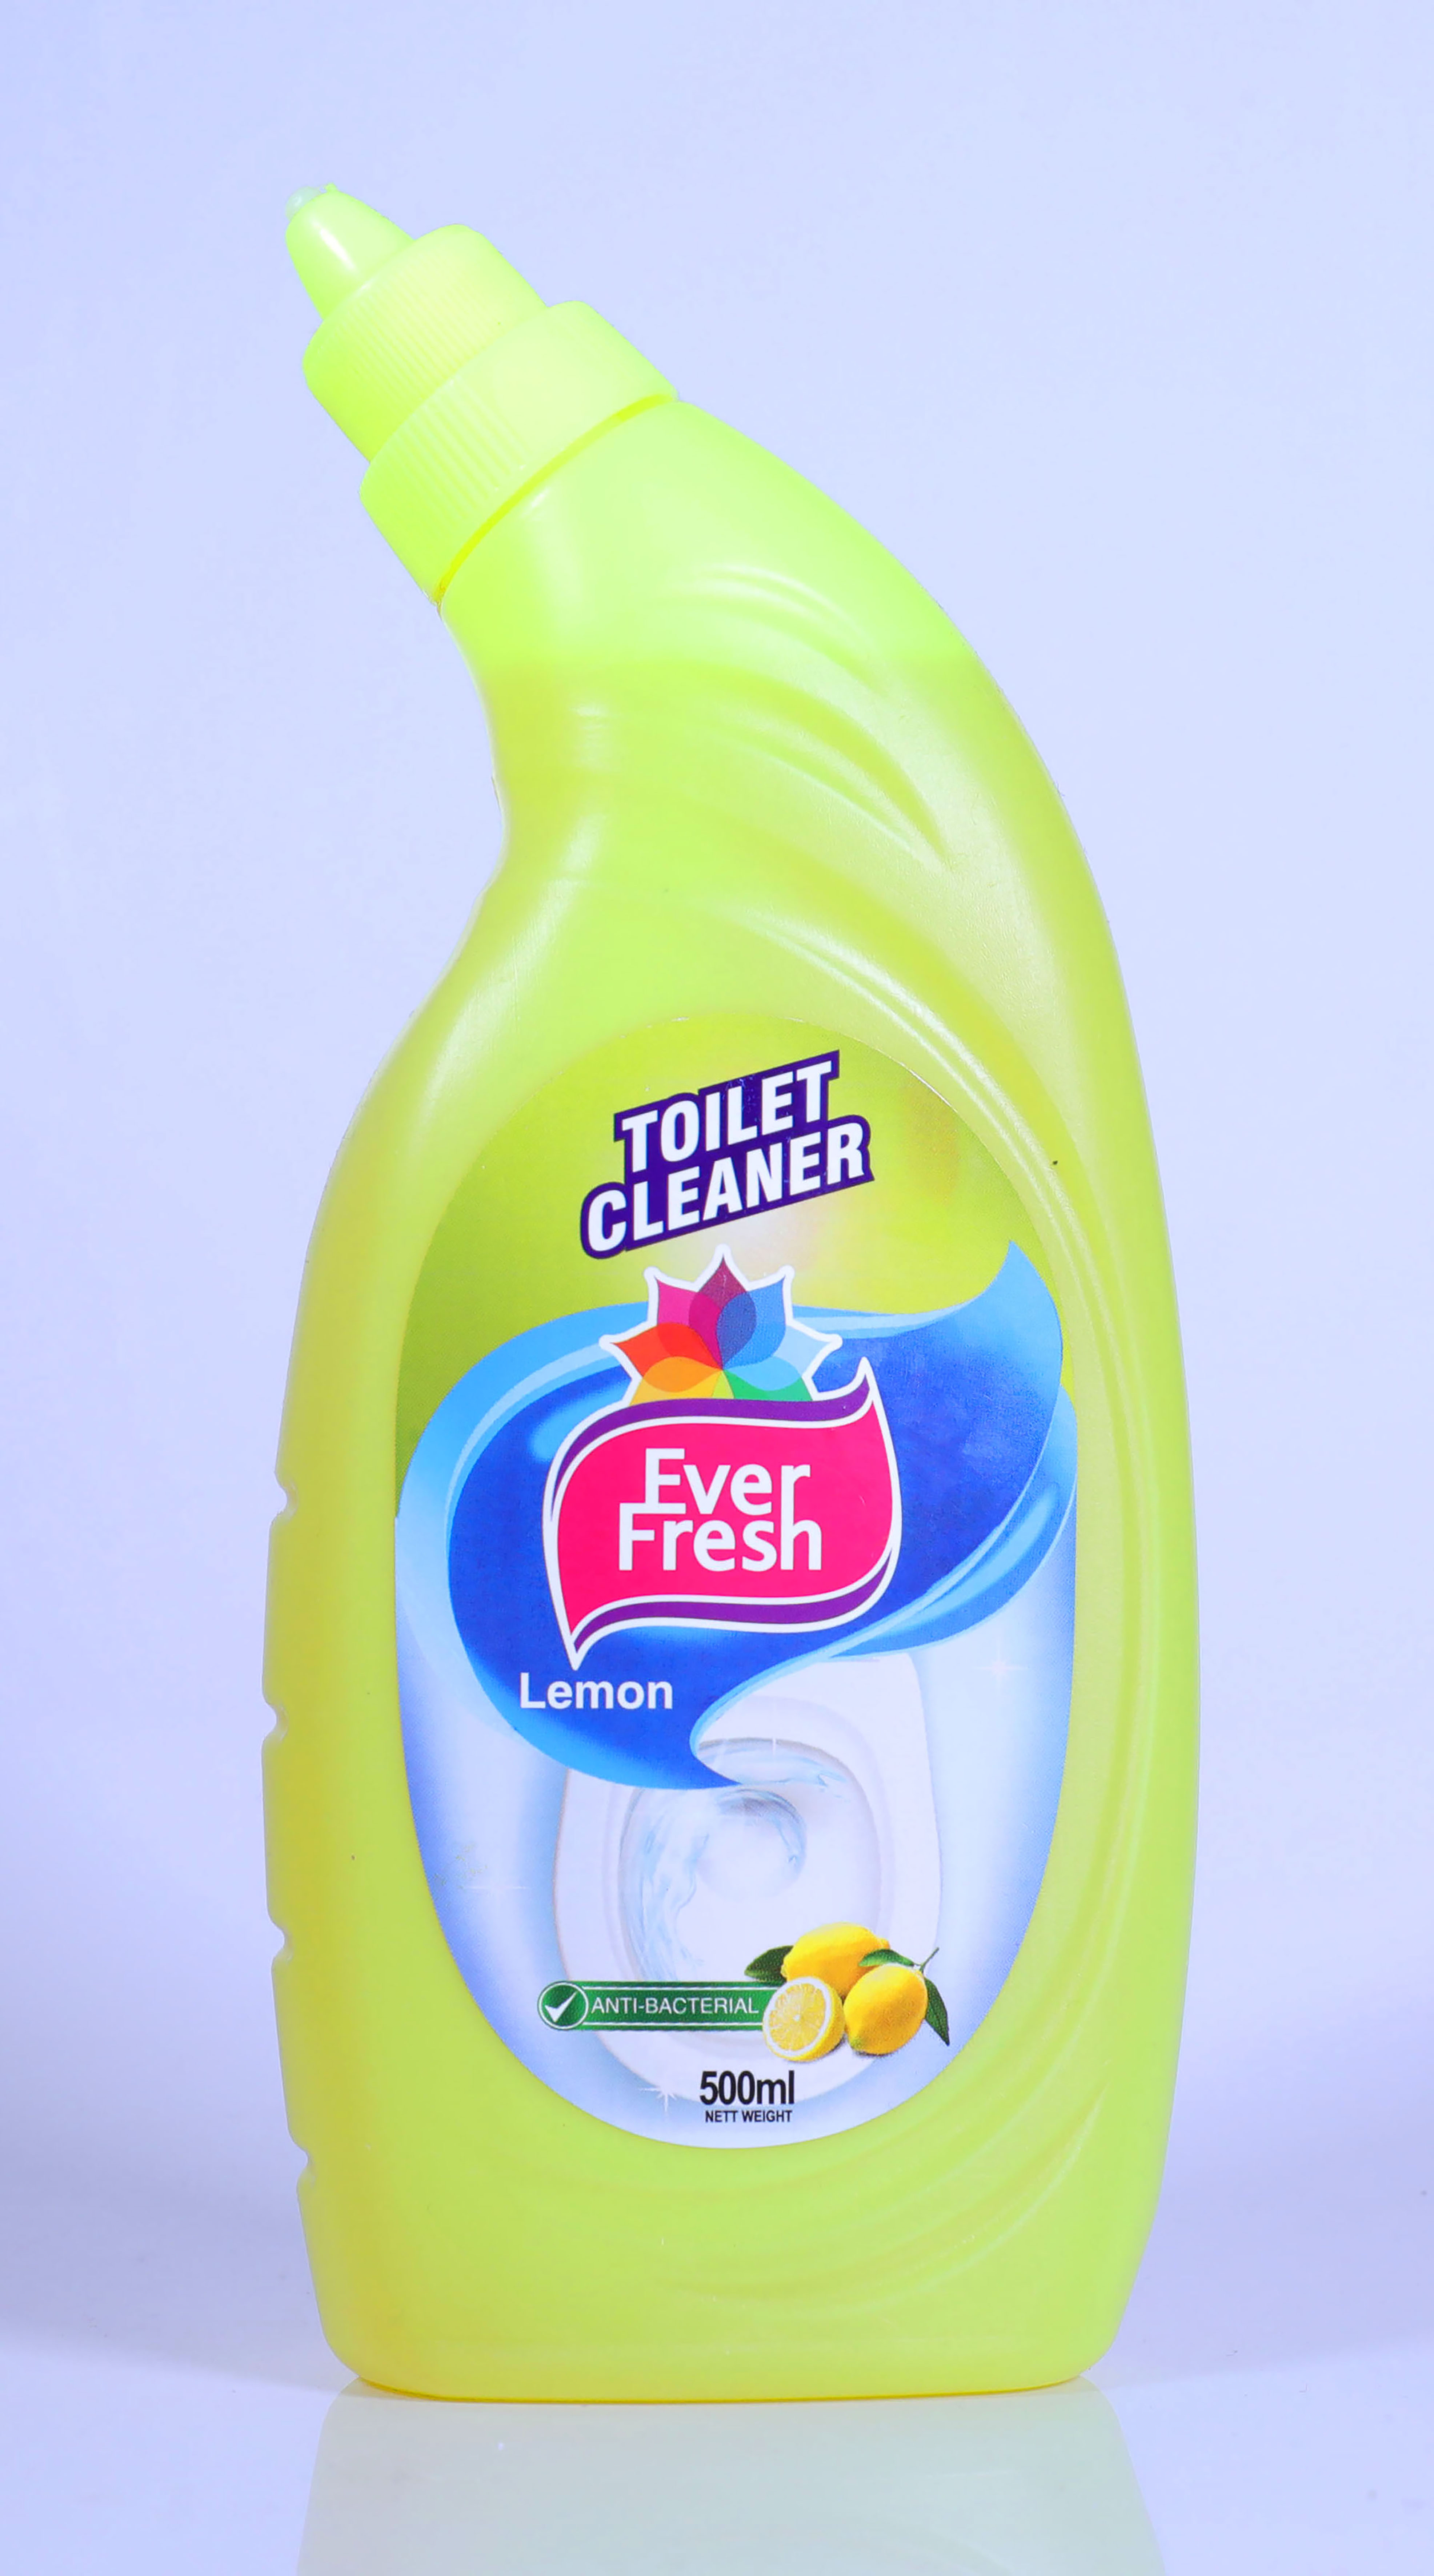 TOILET
CLEANER
Ever
Fresh
Lemon
ANTI-BACTERIAL
500ml
NETT WEIGHT